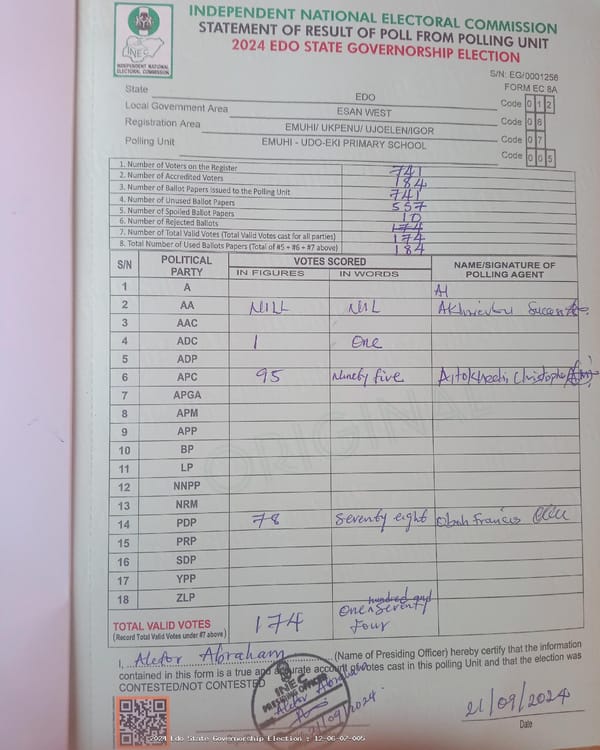 INDEPENDENT NATIONAL ELECTORAL COMMISSION
STATEMENT OF RESULT OF POLL FROM POLLING UNIT
2024 EDO STATE GOVERNORSHIP ELECTION
INEC
INDEPENDENT NATIONAL
ELECTORAL COMMISSION
S/N: EG/0001256
FORM EC 8A
State EDO Code 0 1 2
Local Government Area ESAN WEST Code 0 6
Registration Area EMUHI/ UKPENU/ UJOELEN/IGOR Code 0 7
Polling Unit EMUHI - UDO-EKI PRIMARY SCHOOL Code 0 0 5
1. Number of Voters on the Register 741
2. Number of Accredited Voters 184
3. Number of Ballot Papers Issued to the Polling Unit 741
4. Number of Unused Ballot Papers 557
5. Number of Spoiled Ballot Papers
6. Number of Rejected Ballots 10
7. Number of Total Valid Votes (Total Valid Votes cast for all parties) 174
8. Total Number of Used Ballots Papers (Total of #5 + #6 + #7 above) 184
S/N POLITICAL PARTY VOTES SCORED NAME/SIGNATURE OF POLLING AGENT
IN FIGURES IN WORDS
1 A
2 AA NILL NIL
3 AAC
4 ADC 1 One
5 ADP
6 APC 95 Ninety five Christopher
7 APGA
8 APM
9 APP
10 BP
11 LP
12 NNPP
13 NRM
14 PDP 78 Seventy eight Obah Francis
15 PRP
16 SDP
17 YPP
18 ZLP
ORIGINAL
TOTAL VALID VOTES 174 One hundred and Seventy four
(Record Total Valid Votes under #7 above)
I, Alefor Abraham (Name of Presiding Officer) hereby certify that the information
contained in this form is a true and accurate account of votes cast in this polling Unit and that the election was
CONTESTED/NOT CONTESTED
INEC
PRESIDING OFFICER
Alefor Abraham
21/09/2024
21/09/2024
Date
2024 Edo State Governorship Election : 12-06-07-005